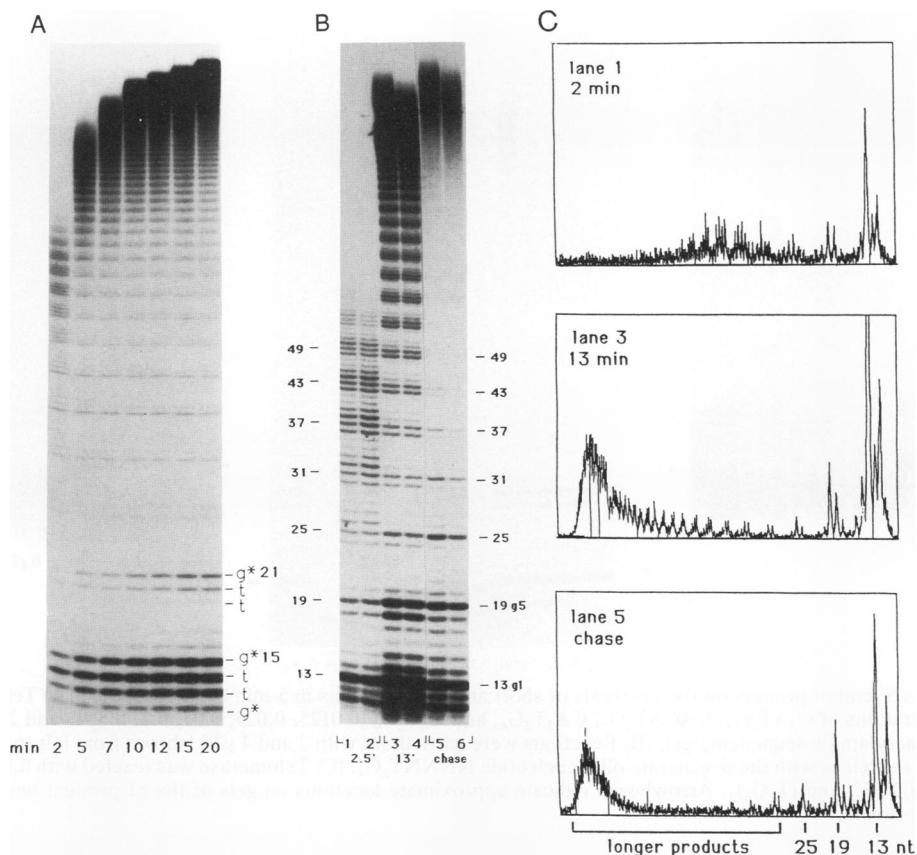 A
B
C
lane 1
2 min
lane 3
13 min
lane 5
chase
49
43
37
31
25
19
13
49
43
37
31
25
19 g5
13 g1
g* 21
t
t
g* 15
t
t
g*
min 2 5 7 10 12 15 20
1 2 3 4 5 6
2.5' 13' chase
longer products 25 19 13 nt